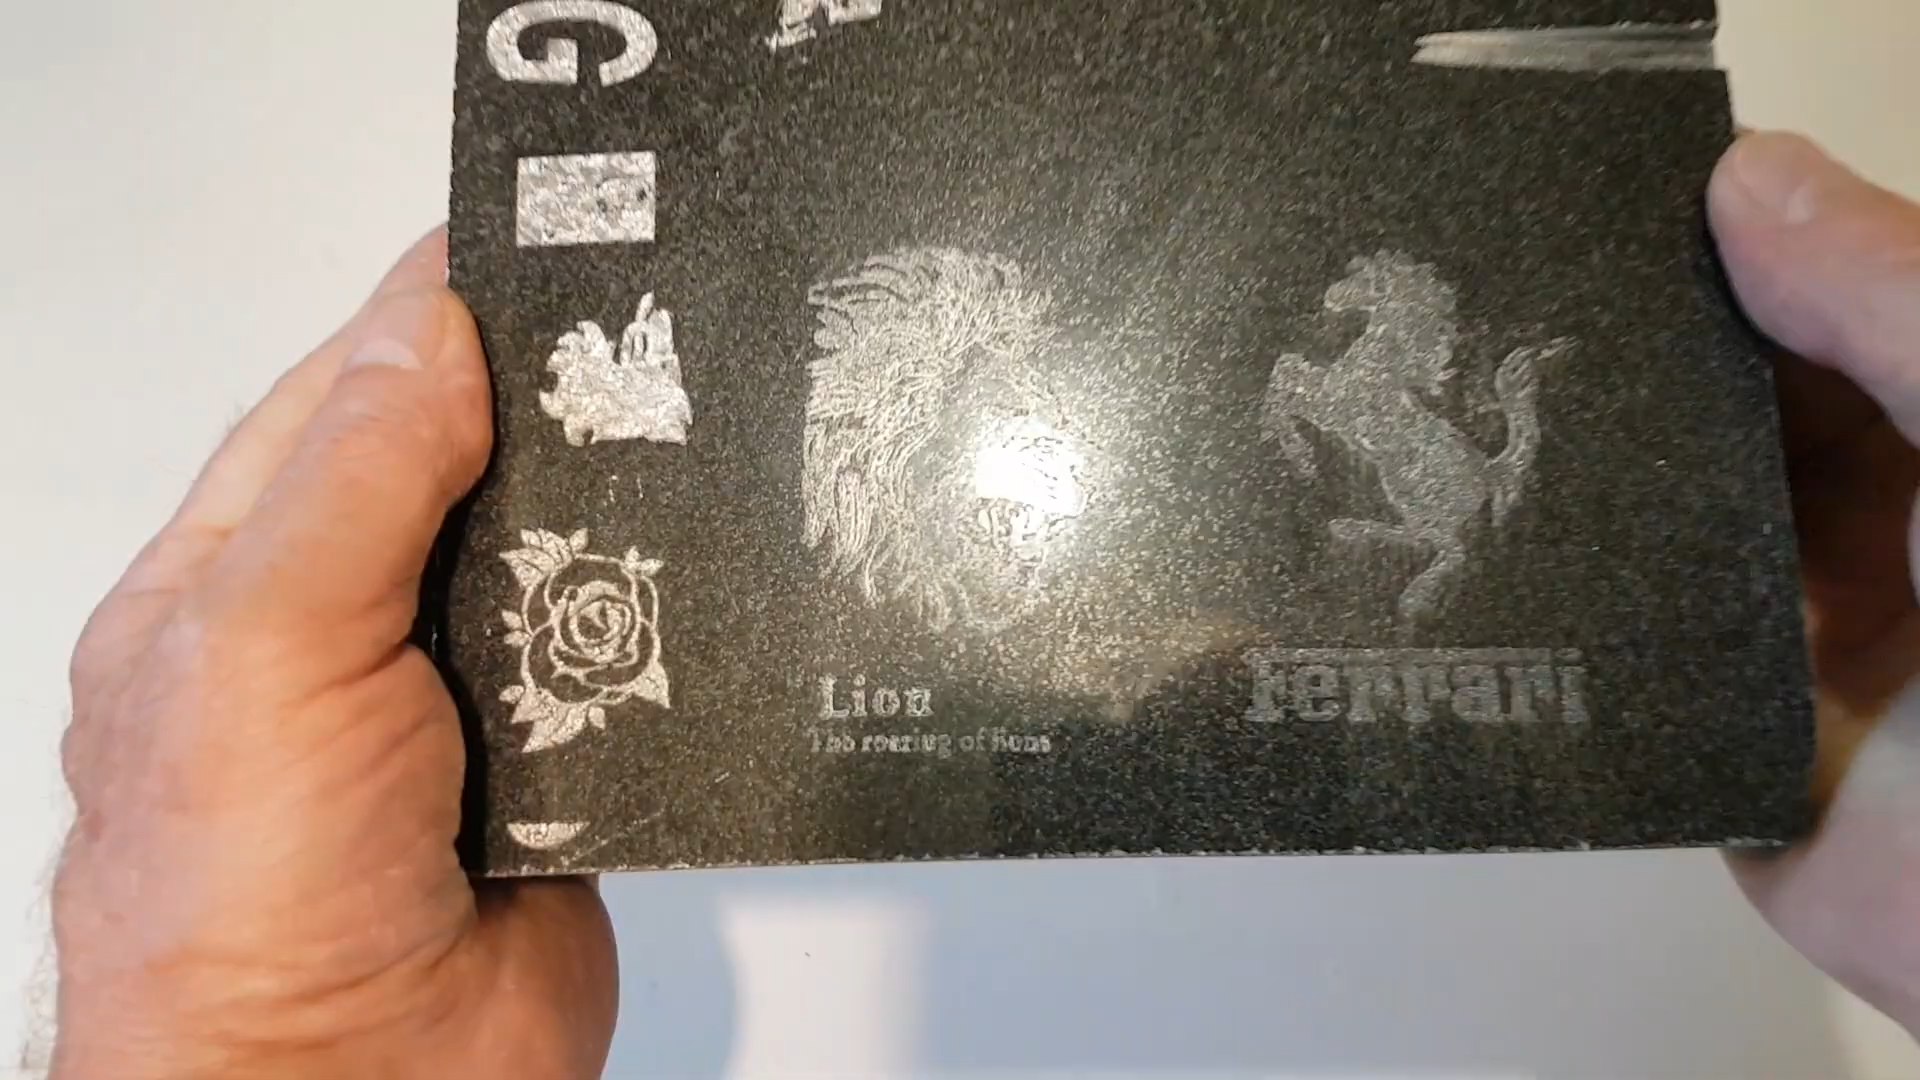 G
Lion
The roaring of lions
Ferrari